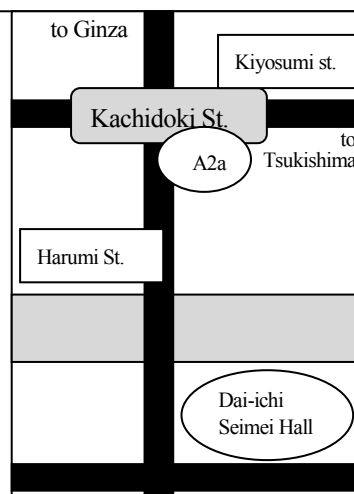 to Ginza
Kiyosumi st.
Kachidoki St.
to
Tsukishima
A2a
Harumi St.
Dai-ichi
Seimei Hall